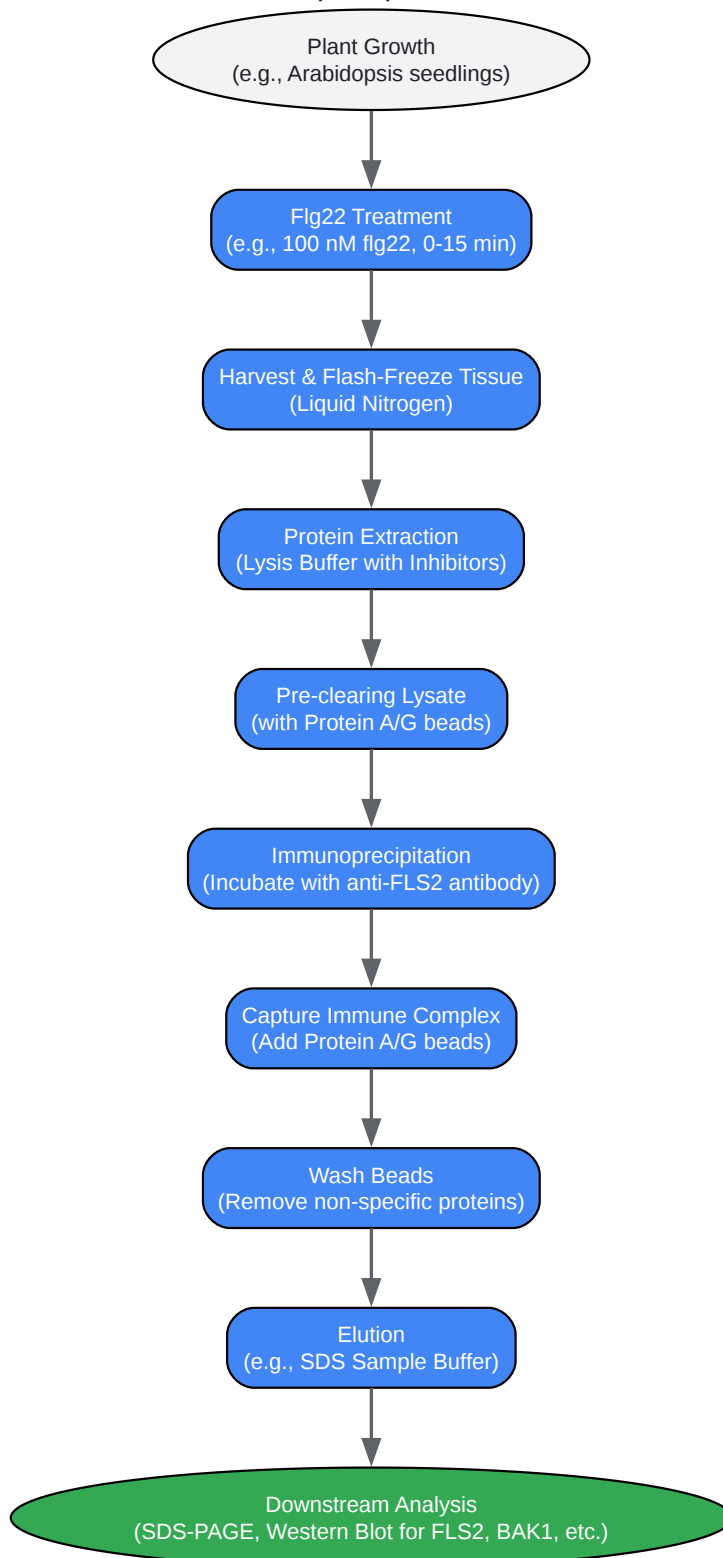 Plant Growth
(e.g., Arabidopsis seedlings)
Flg22 Treatment
(e.g., 100 nM flg22, 0-15 min)
Harvest & Flash-Freeze Tissue
(Liquid Nitrogen)
Protein Extraction
(Lysis Buffer with Inhibitors)
Pre-clearing Lysate
(with Protein A/G beads)
Immunoprecipitation
(Incubate with anti-FLS2 antibody)
Capture Immune Complex
(Add Protein A/G beads)
Wash Beads
(Remove non-specific proteins)
Elution
(e.g., SDS Sample Buffer)
Downstream Analysis
(SDS-PAGE, Western Blot for FLS2, BAK1, etc.)